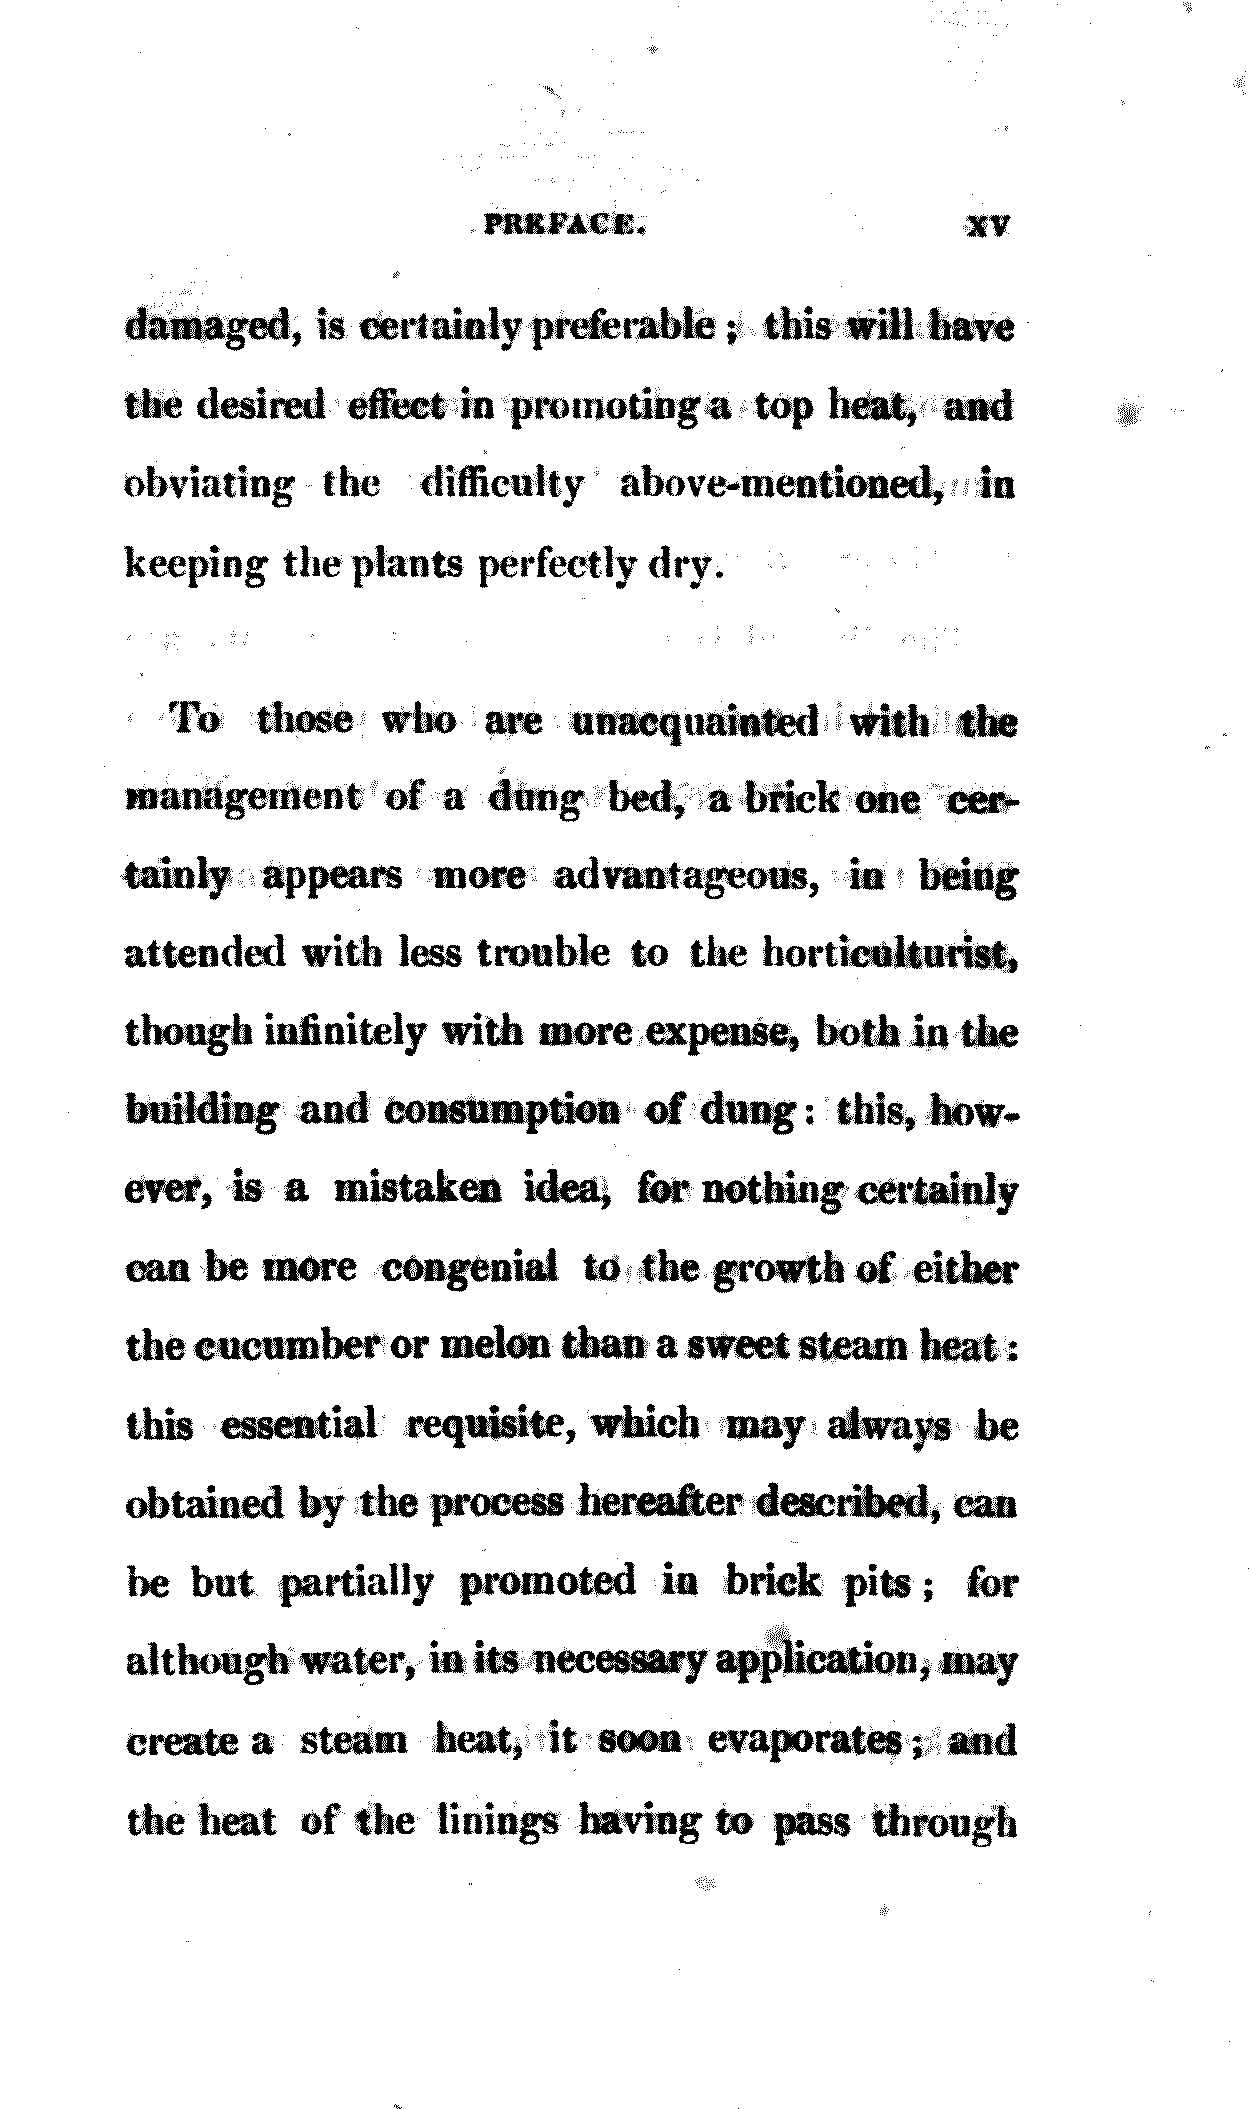 PREFACE. XV
damaged, is certainly preferable; this will have
the desired effect in promoting a top heat, and
obviating the difficulty above-mentioned, in
keeping the plants perfectly dry.
To those who are unacquainted with the
management of a dung bed, a brick one cer-
tainly appears more advantageous, in being
attended with less trouble to the horticulturist,
though infinitely with more expense, both in the
building and consumption of dung: this, how-
ever, is a mistaken idea, for nothing certainly
can be more congenial to the growth of either
the cucumber or melon than a sweet steam heat:
this essential requisite, which may always be
obtained by the process hereafter described, can
be but partially promoted in brick pits; for
although water, in its necessary application, may
create a steam heat, it soon evaporates; and
the heat of the linings having to pass through